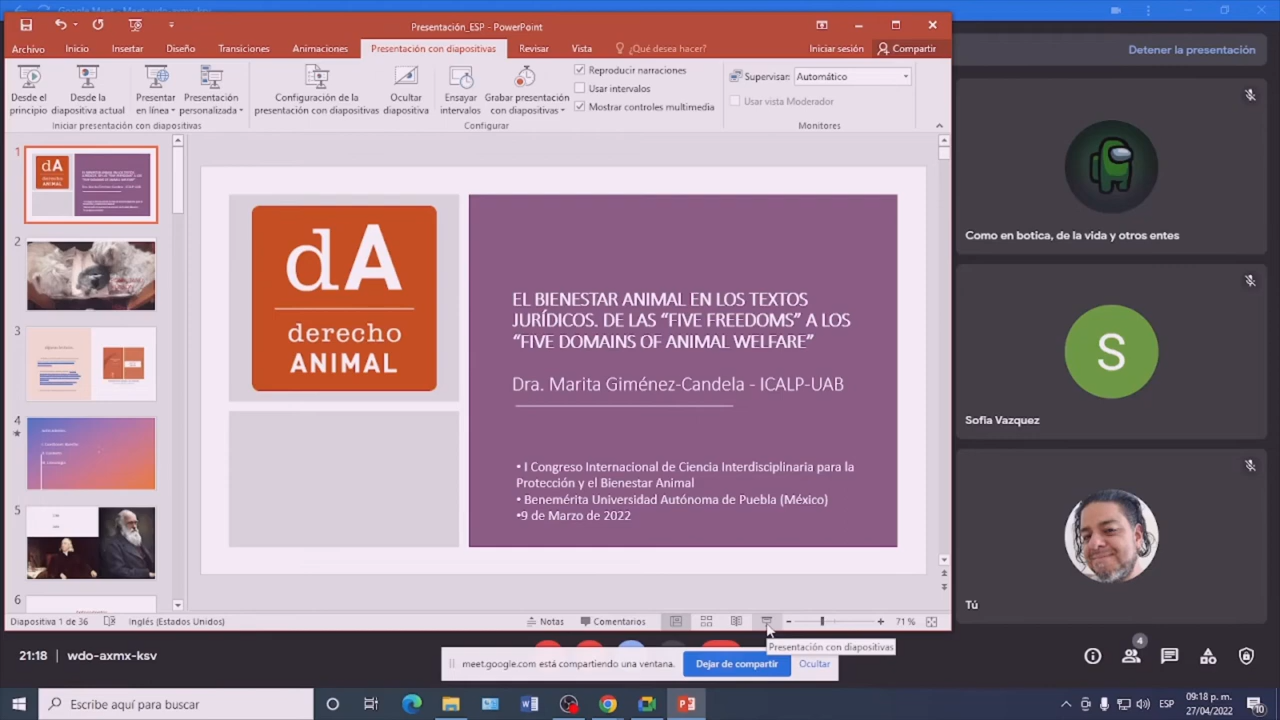 Presentación_ESP - PowerPoint
Archivo
Inicio
Insertar
Diseño
Transiciones
Animaciones
Presentación con diapositivas
Revisar
Vista
¿Qué desea hacer?
Iniciar sesión
Compartir
Desde el principio
Desde la diapositiva actual
Presentar en línea
Presentación personalizada
Iniciar presentación con diapositivas
Configuración de la presentación con diapositivas
Ocultar diapositiva
Ensayar intervalos
Grabar presentación con diapositivas
Reproducir narraciones
Usar intervalos
Mostrar controles multimedia
Configurar
Supervisar:
Automático
Usar vista Moderador
Monitores
Detener la presentación
1
2
3
4
5
6
dA
derecho
ANIMAL
EL BIENESTAR ANIMAL EN LOS TEXTOS
JURÍDICOS. DE LAS “FIVE FREEDOMS” A LOS
“FIVE DOMAINS OF ANIMAL WELFARE”
Dra. Marita Giménez-Candela - ICALP-UAB
• I Congreso Internacional de Ciencia Interdisciplinaria para la
Protección y el Bienestar Animal
• Benemérita Universidad Autónoma de Puebla (México)
•9 de Marzo de 2022
Como en botica, de la vida y otros entes
S
Sofia Vazquez
Tú
Diapositiva 1 de 36
Inglés (Estados Unidos)
Notas
Comentarios
71 %
Presentación con diapositivas
21:18
wdo-axmx-ksv
meet.google.com está compartiendo una ventana.
Dejar de compartir
Ocultar
4
Escribe aquí para buscar
ESP
09:18 p. m.
27/04/2022
10